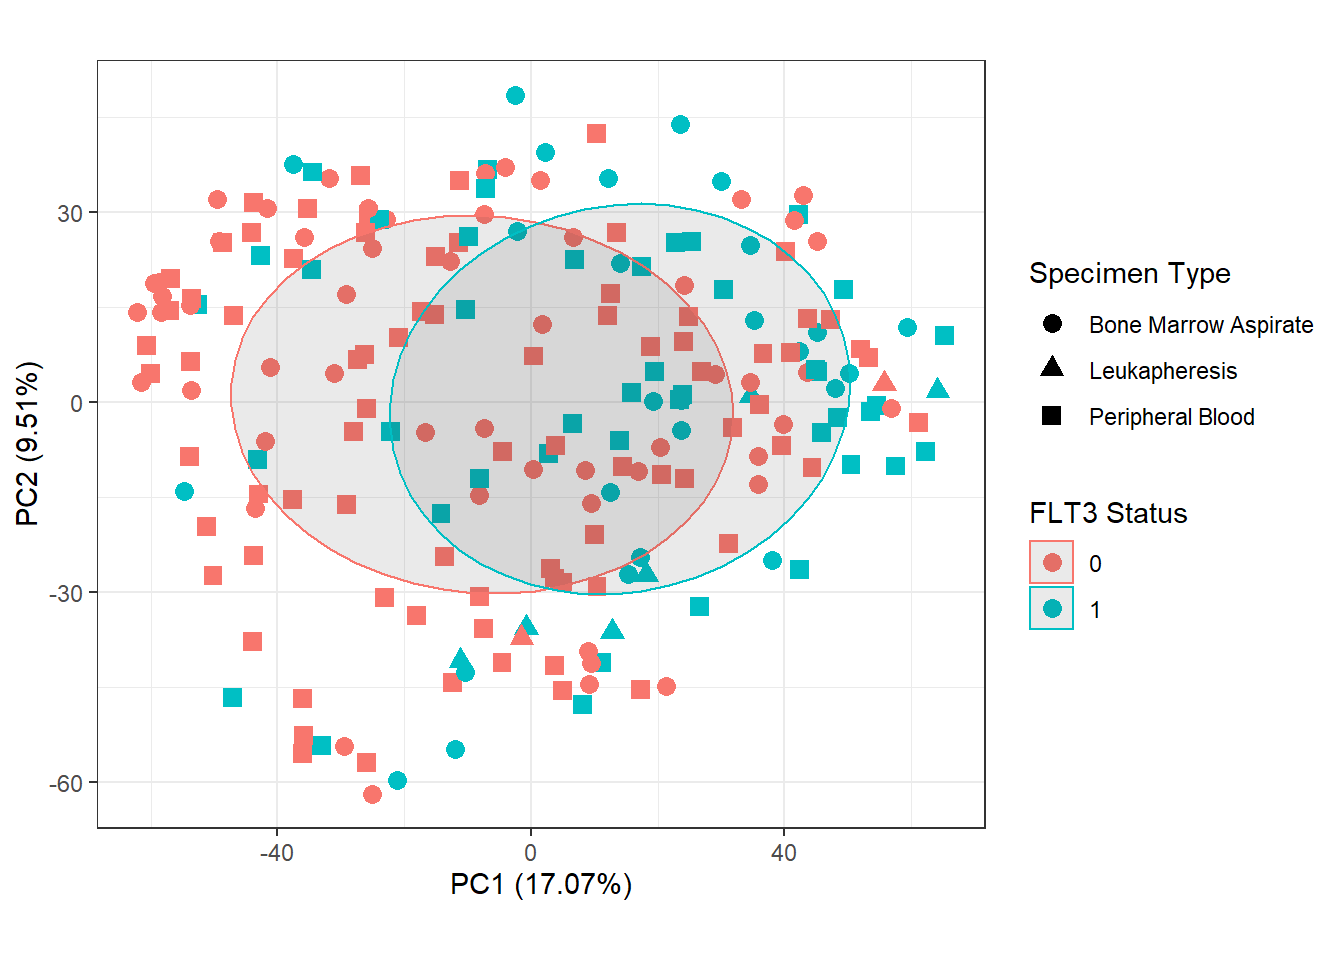 30
0
-30
-60
-40
0
40
PC1 (17.07%)
PC2 (9.51%)
Specimen Type
Bone Marrow Aspirate
Leukapheresis
Peripheral Blood
FLT3 Status
0
1